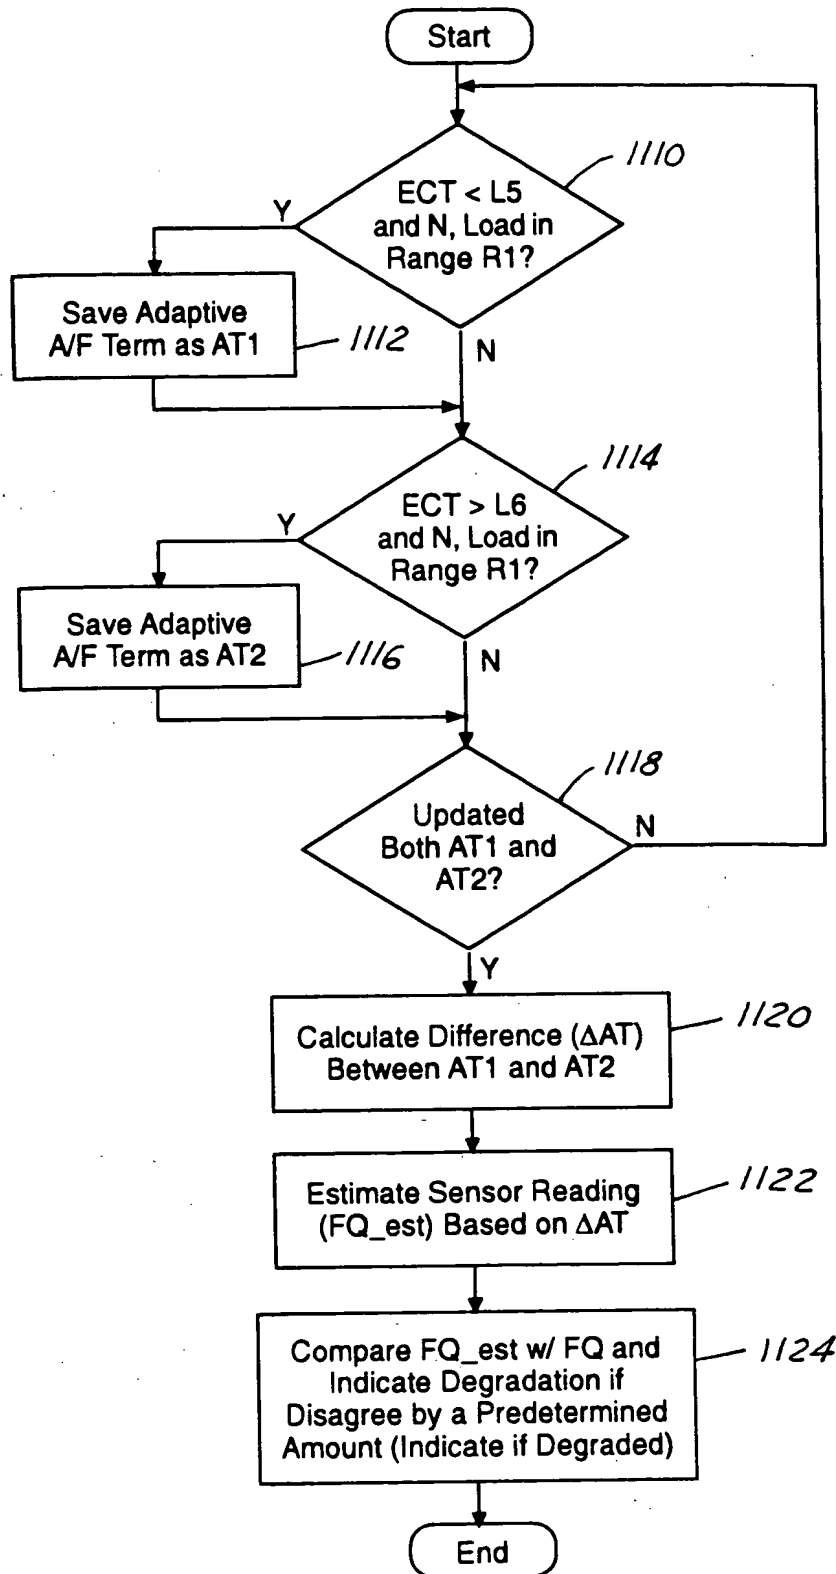 Start
1110
ECT < L5
and N, Load in
Range R1?
Y
N
Save Adaptive
A/F Term as AT1
1112
1114
ECT > L6
and N, Load in
Range R1?
Y
N
Save Adaptive
A/F Term as AT2
1116
1118
Updated
Both AT1 and
AT2?
N
Y
Calculate Difference (ΔAT)
Between AT1 and AT2
1120
Estimate Sensor Reading
(FQ_est) Based on ΔAT
1122
Compare FQ_est w/ FQ and
Indicate Degradation if
Disagree by a Predetermined
Amount (Indicate if Degraded)
1124
End